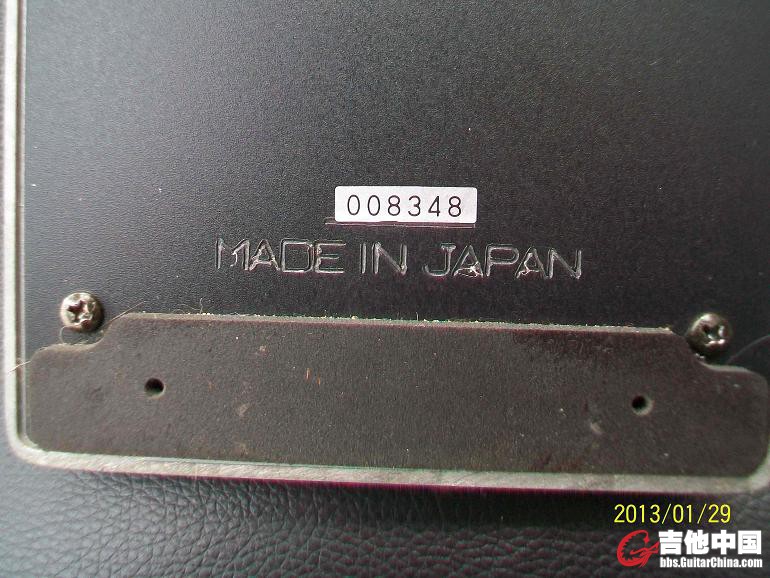 008348
MADE IN JAPAN
2013/01/29
吉他中国
bbs.GuitarChina.com